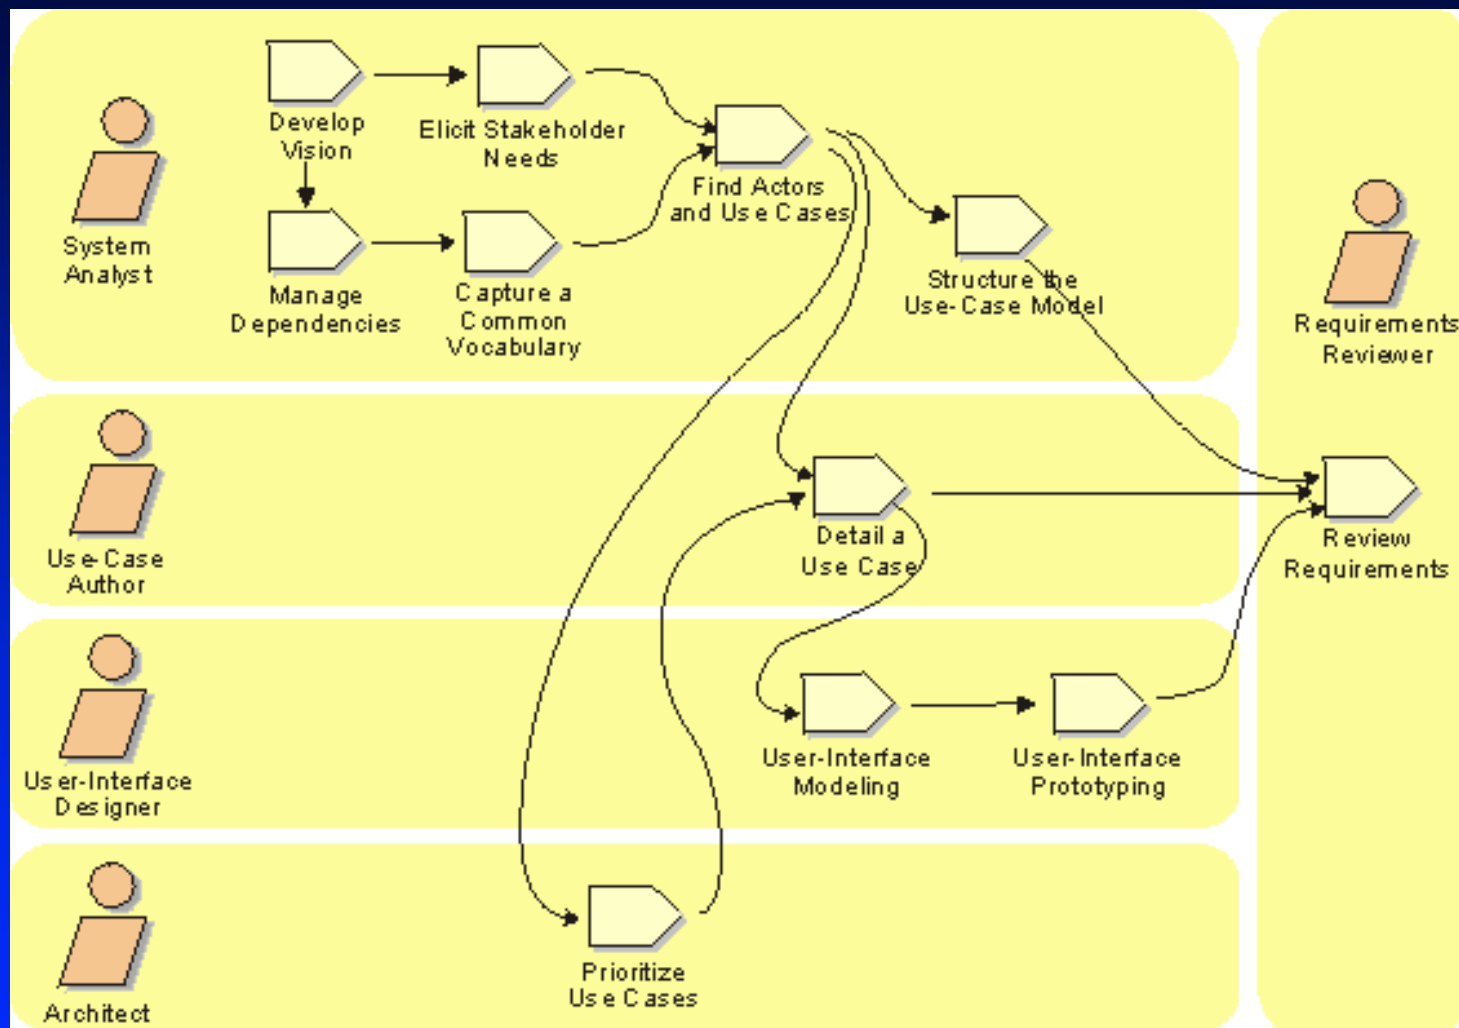 Develop
Vision
Elicit Stakeholder
Needs
Find Actors
and Use Cases
System
Analyst
Manage
Dependencies
Capture a
Common
Vocabulary
Structure the
Use-Case Model
Requirements
Reviewer
Use-Case
Author
Detail a
Use Case
Review
Requirements
User-Interface
Designer
User-Interface
Modeling
User-Interface
Prototyping
Architect
Prioritize
Use Cases